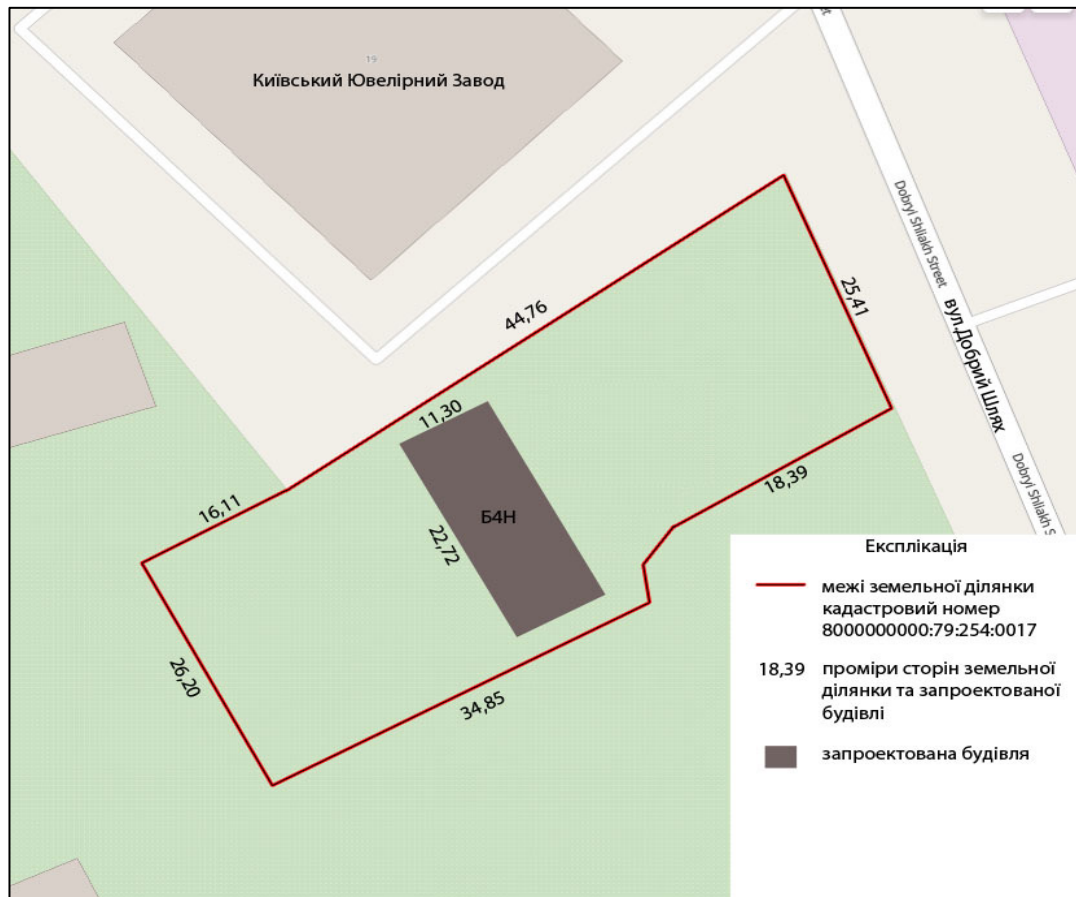 19
Київський Ювелірний Завод
Dobryi Shliakh Street
вул.Добрий Шлях
Dobryi Shliakh S
44,76
25,41
11,30
16,11
22,72
Б4Н
18,39
26,20
34,85
Експлікація
межі земельної ділянки
кадастровий номер
8000000000:79:254:0017
18,39 проміри сторін земельної
ділянки та запроектованої
будівлі
запроектована будівля